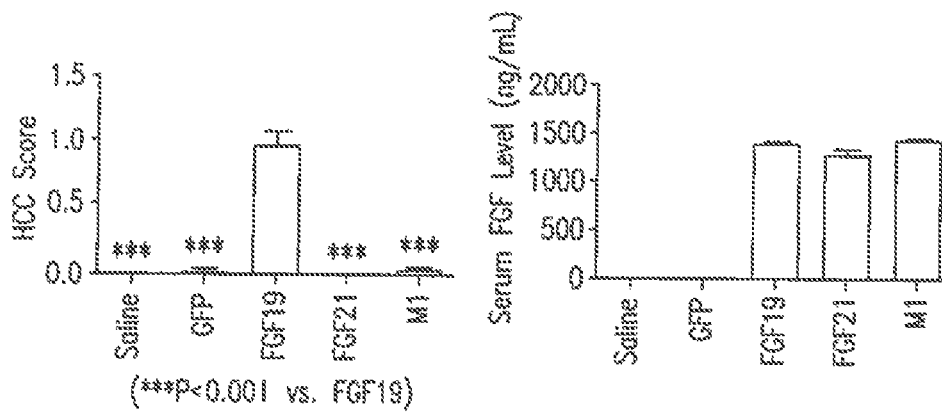 HCC Score
1.5
1.0
0.5
0.0
*** *** *** ***
Saline
GFP
FGF19
FGF21
M1
(***P<0.001 vs. FGF19)
Serum FGF Level (ng/mL)
2000
1500
1000
500
0
Saline
GFP
FGF19
FGF21
M1